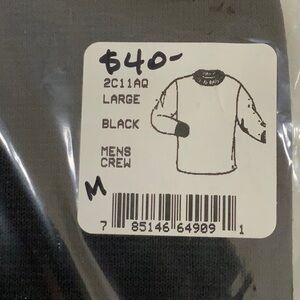 $40-
2C11AQ
LARGE
BLACK
MENS
CREW
M
7 85146 64909 1